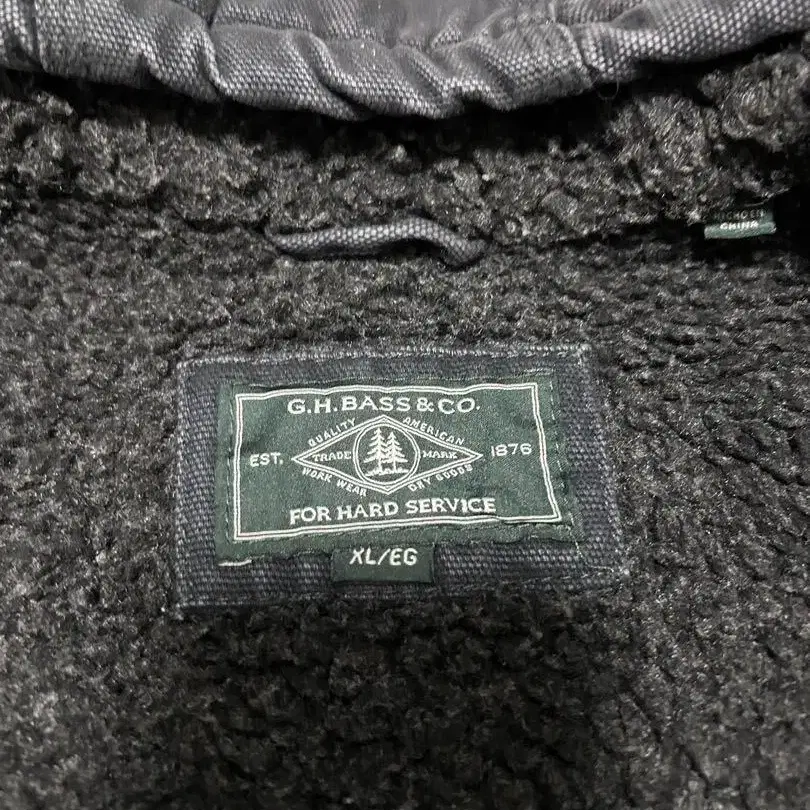 CHINA
G.H. BASS & CO.
QUALITY AMERICAN
EST. TRADE MARK 1876
WORK WEAR DRY GOODS
FOR HARD SERVICE
XL/EG